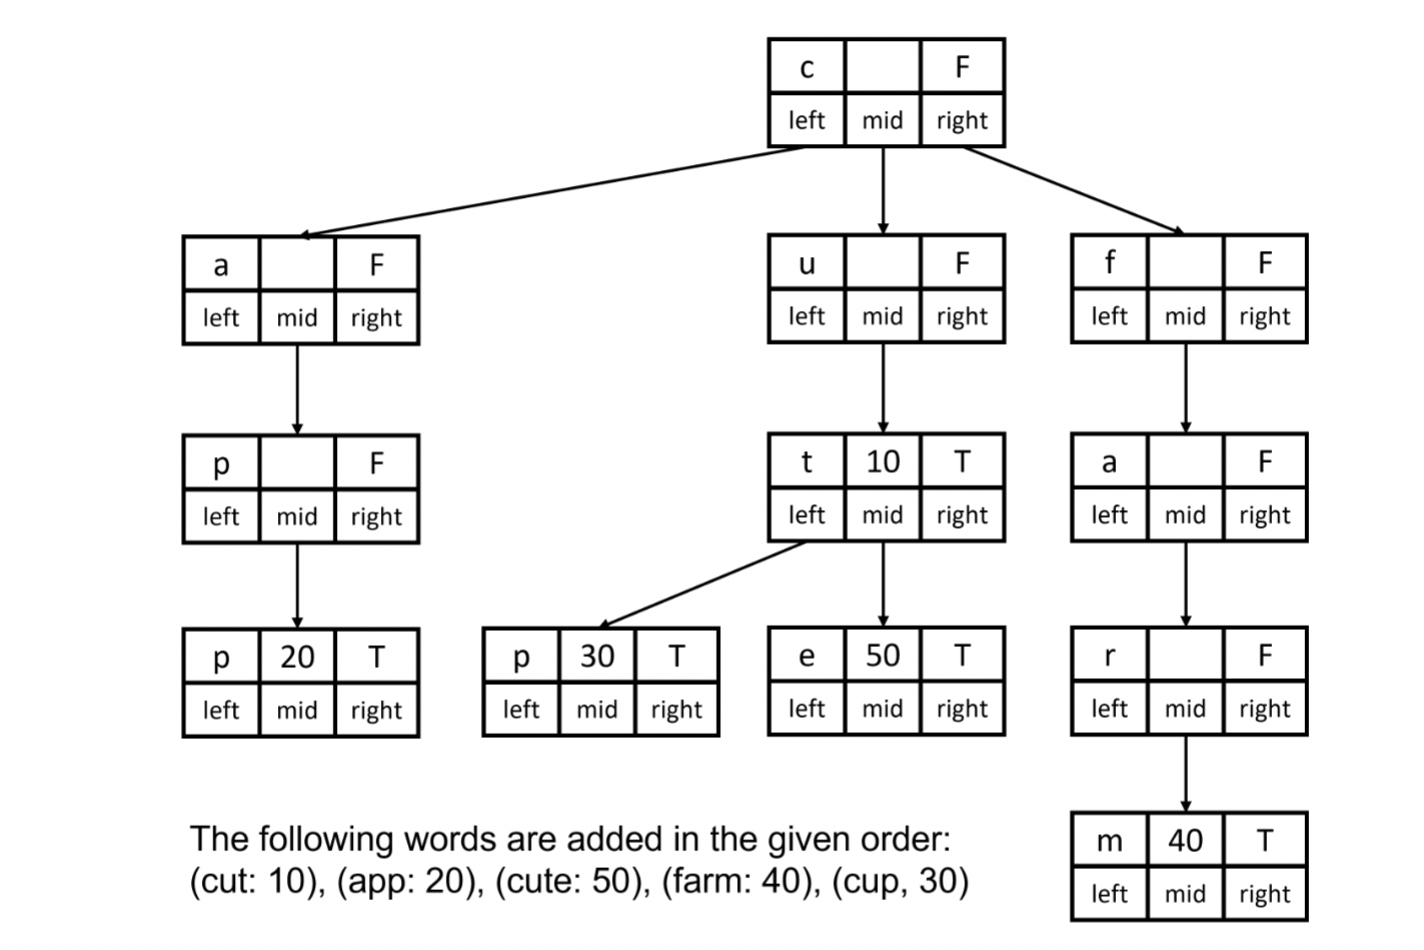 c F
left mid right
a F
left mid right
u F
left mid right
f F
left mid right
p F
left mid right
t 10 T
left mid right
a F
left mid right
p 20 T
left mid right
p 30 T
left mid right
e 50 T
left mid right
r F
left mid right
m 40 T
left mid right
The following words are added in the given order:
(cut: 10), (app: 20), (cute: 50), (farm: 40), (cup, 30)